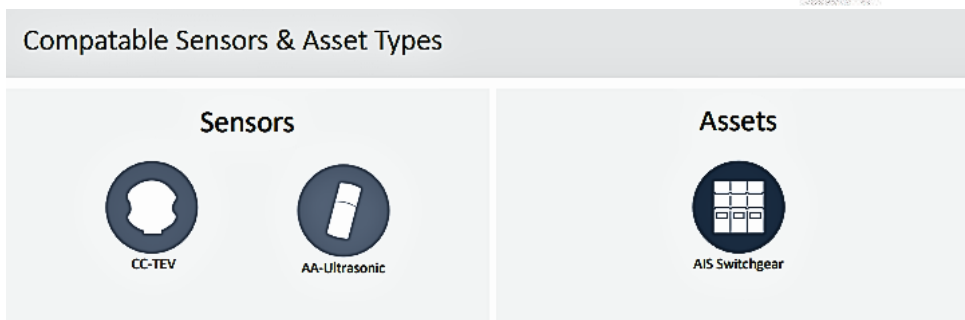 Compatable Sensors & Asset Types
Sensors
Assets
CC-TEV
AA-Ultrasonic
AIS Switchgear